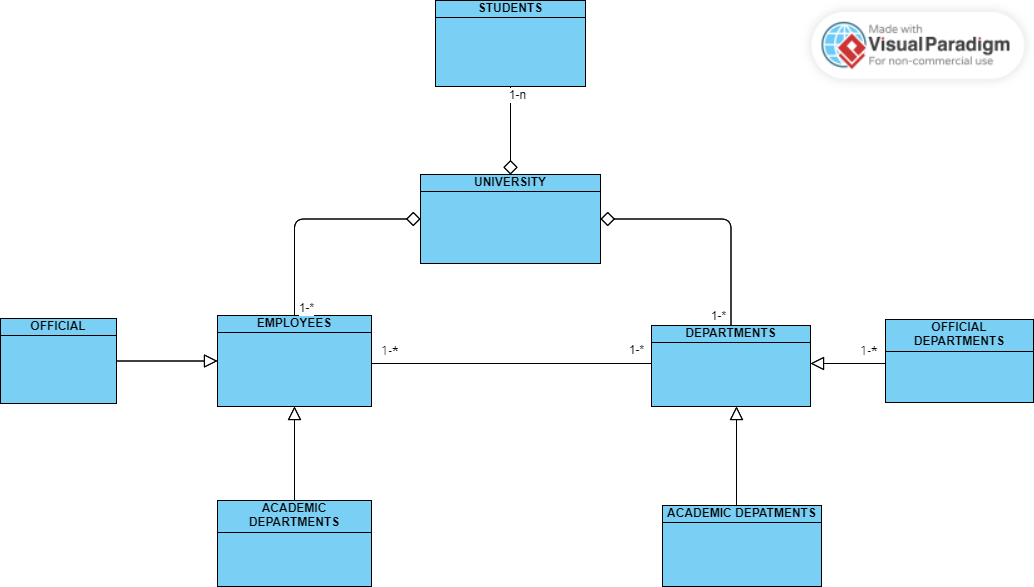 STUDENTS
Made with
Visual Paradigm
For non-commercial use
1-n
UNIVERSITY
1-*
1-*
OFFICIAL
EMPLOYEES
DEPARTMENTS
OFFICIAL
DEPARTMENTS
1-*
1-*
1-*
ACADEMIC
DEPARTMENTS
ACADEMIC DEPATMENTS